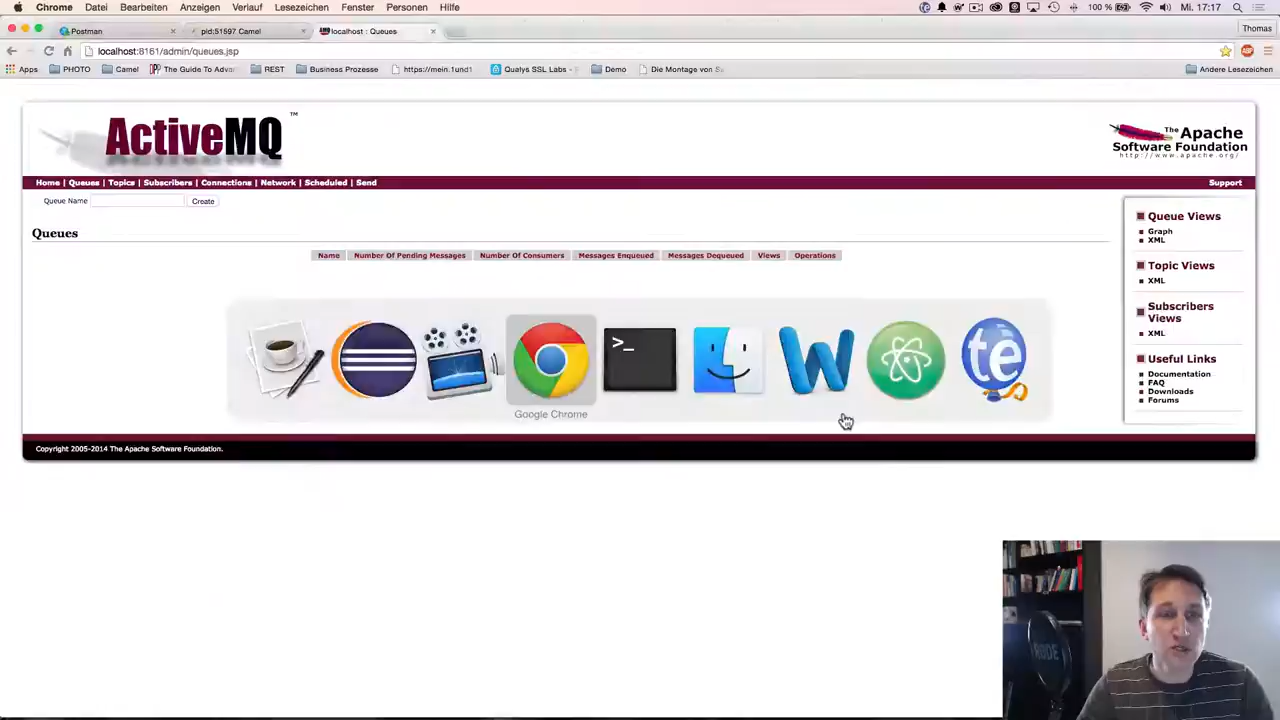 Chrome Datei Bearbeiten Anzeigen Verlauf Lesezeichen Fenster Personen Hilfe 100 % Mi. 17:17
Postman pid:51597 Camel localhost : Queues Thomas
localhost:8161/admin/queues.jsp ABP
Apps PHOTO Camel The Guide To Adva REST Business Prozesse https://mein.1und1 Qualys SSL Labs - Demo Die Montage von Su Andere Lesezeichen
ActiveMQ ™
The Apache
Software Foundation
http://www.apache.org/
Home | Queues | Topics | Subscribers | Connections | Network | Scheduled | Send Support
Queue Name Create
Queues
Name Number Of Pending Messages Number Of Consumers Messages Enqueued Messages Dequeued Views Operations
Queue Views
Graph
XML
Topic Views
XML
Subscribers
Views
XML
Useful Links
Documentation
FAQ
Downloads
Forums
>_
W
té
Google Chrome
Copyright 2005-2014 The Apache Software Foundation.
RØDE